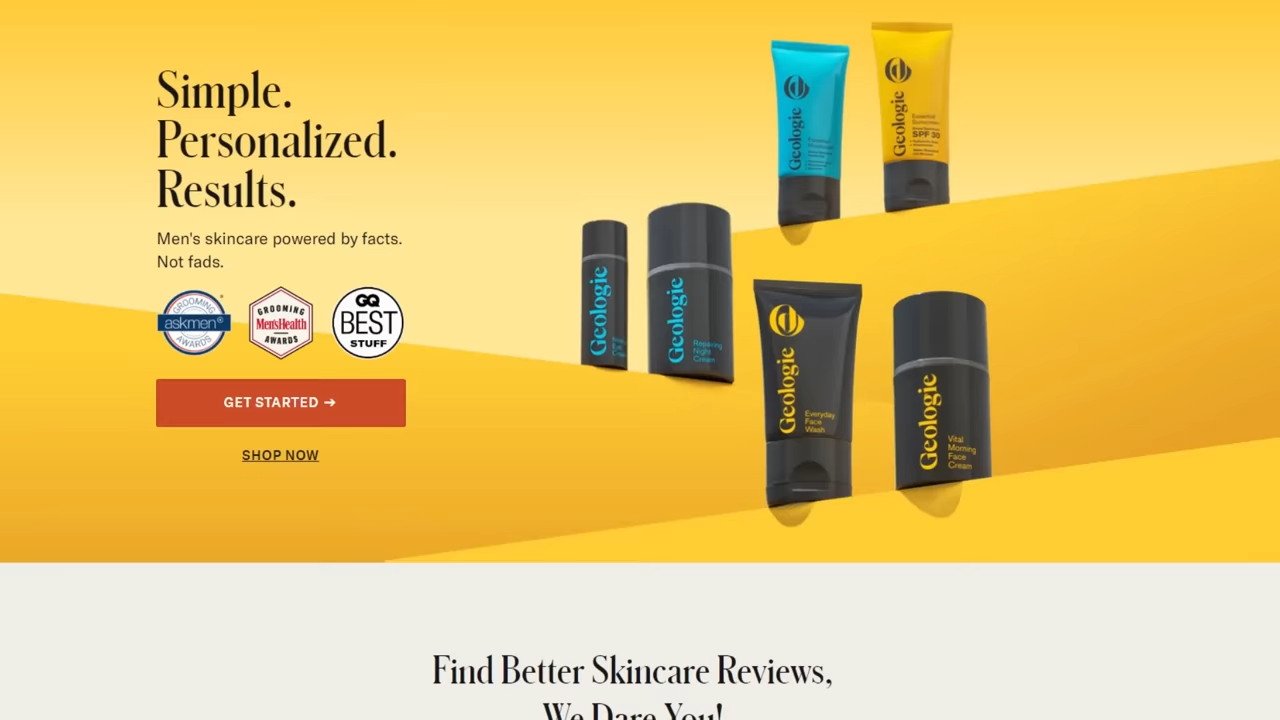 Simple.
Personalized.
Results.
Men's skincare powered by facts.
Not fads.
GROOMING
askmen®
AWARDS
GROOMING
Men'sHealth
AWARDS
GQ
BEST
STUFF
GET STARTED ➔
SHOP NOW
Geologic
Geologic
Essential
Sunscreen
SPF 30
Geologic
Eye
Cream
Geologic
Repairing
Night
Cream
Geologic
Everyday
Face
Wash
Geologic
Vital
Morning
Face
Cream
Find Better Skincare Reviews,
We Dare You!